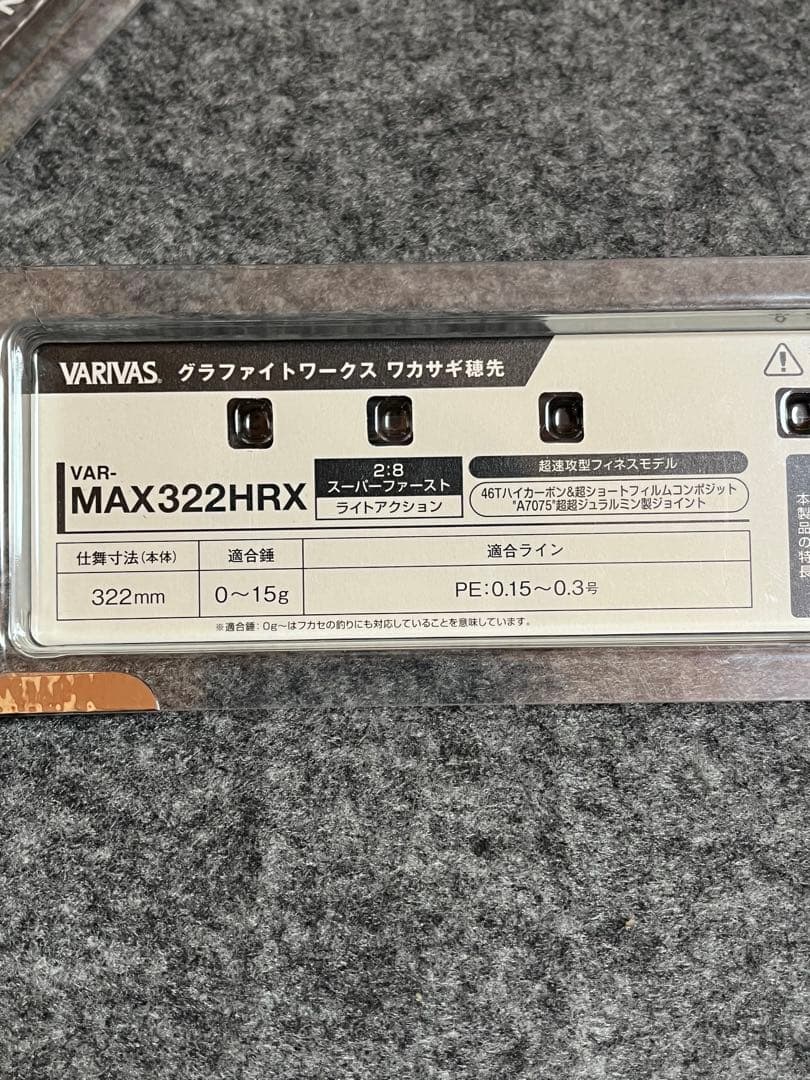 VARIVAS® グラファイトワークス ワカサギ穂先
VAR-
MAX322HRX
2:8
スーパーファースト
ライトアクション
超速攻型フィネスモデル
46Tハイカーボン&超ショートフィルムコンポジット
"A7075"超超ジュラルミン製ジョイント
仕舞寸法(本体) 適合錘 適合ライン
322mm 0〜15g PE:0.15〜0.3号
※適合錘:0g〜はフカセの釣りにも対応していることを意味しています。
本製品の特長